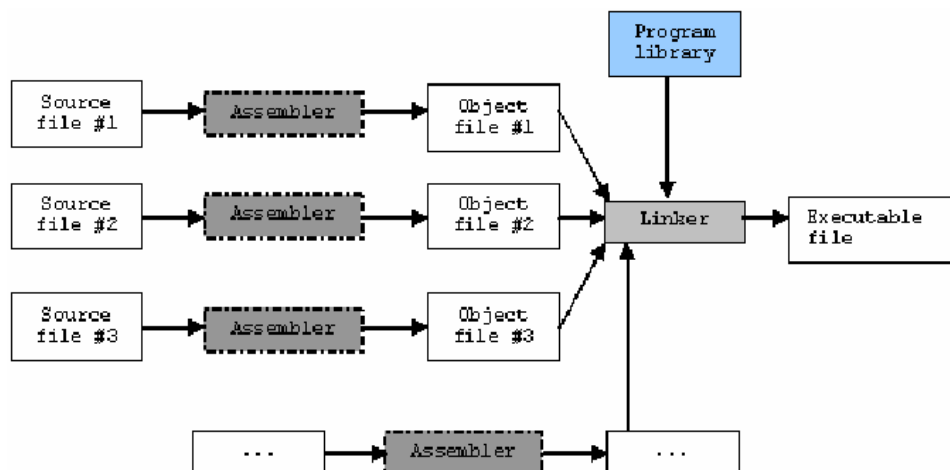 Program
library
Source
file #1
Assembler
Object
file #1
Source
file #2
Assembler
Object
file #2
Linker
Executable
file
Source
file #3
Assembler
Object
file #3
...
Assembler
...